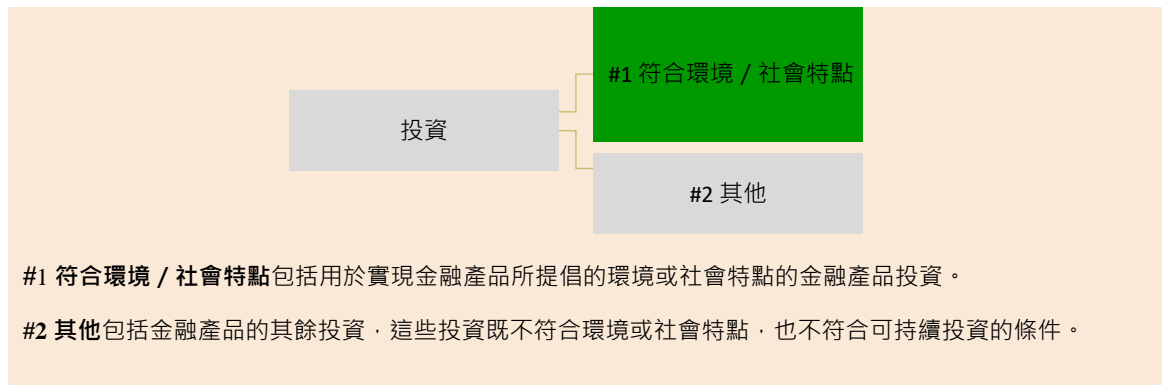 #1 符合環境 / 社會特點
投資
#2 其他
#1 符合環境 / 社會特點包括用於實現金融產品所提倡的環境或社會特點的金融產品投資。
#2 其他包括金融產品的其餘投資，這些投資既不符合環境或社會特點，也不符合可持續投資的條件。